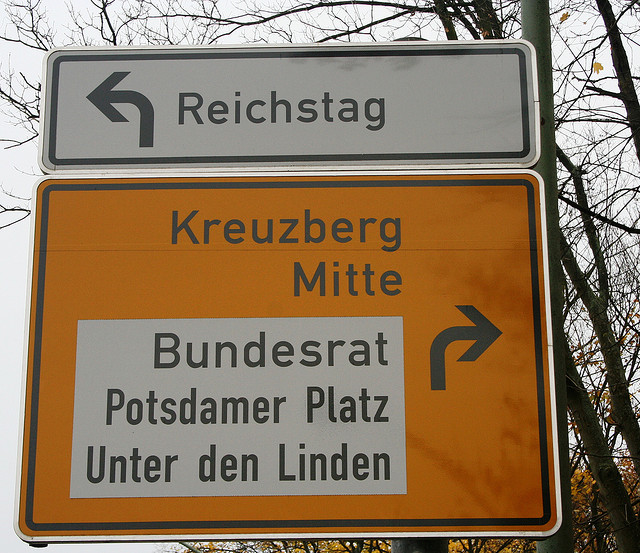 Reichstag
Kreuzberg
Mitte
Bundesrat
Potsdamer Platz
Unter den Linden